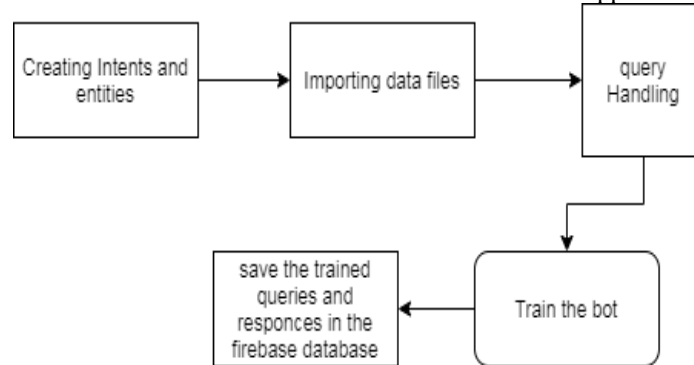 Creating Intents and
entities
Importing data files
query
Handling
Train the bot
save the trained
queries and
responces in the
firebase database